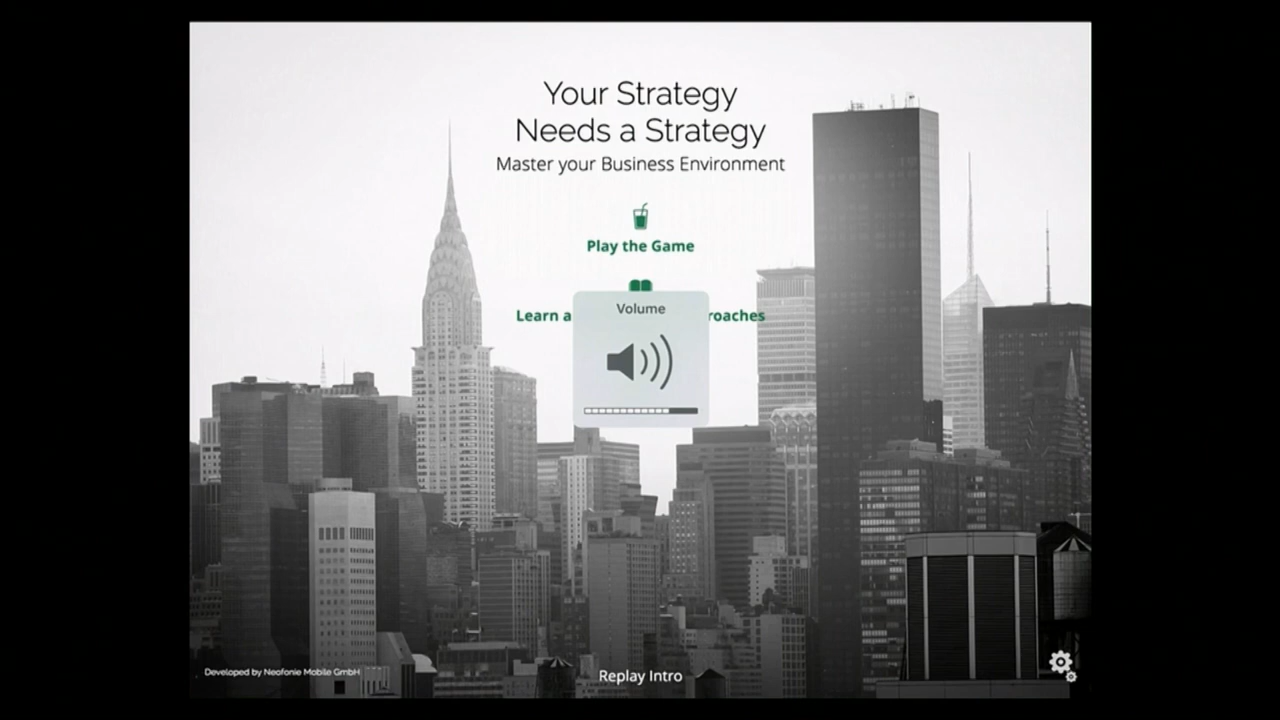 Your Strategy
Needs a Strategy
Master your Business Environment
Play the Game
Volume
Learn a roaches
Developed by Neofonie Mobile GmbH
Replay Intro